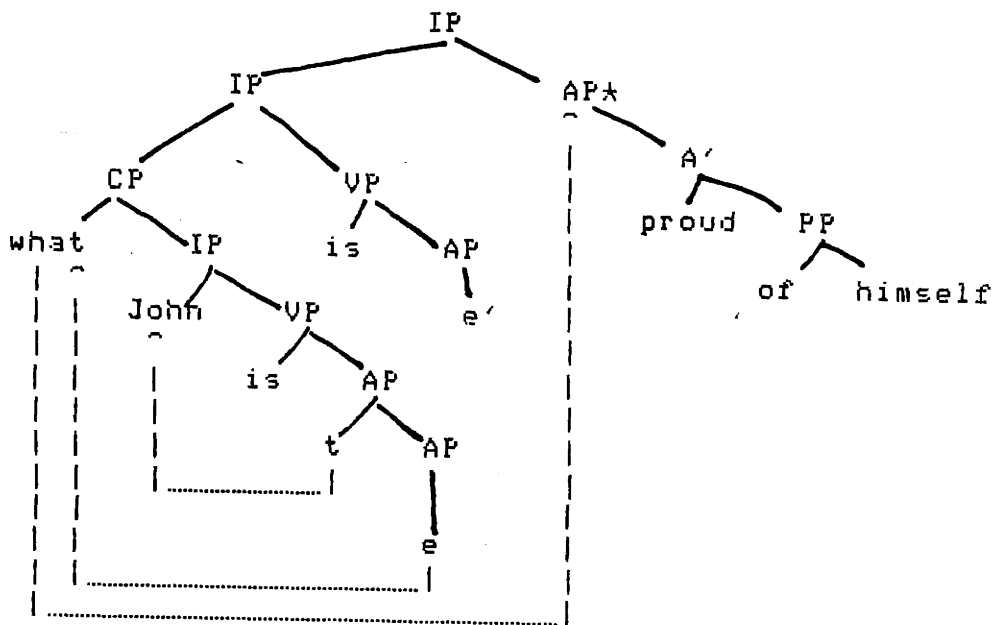 IP
IP AP*
CP VP A′
what IP is AP proud PP
John VP e′ of himself
is AP
t AP
e